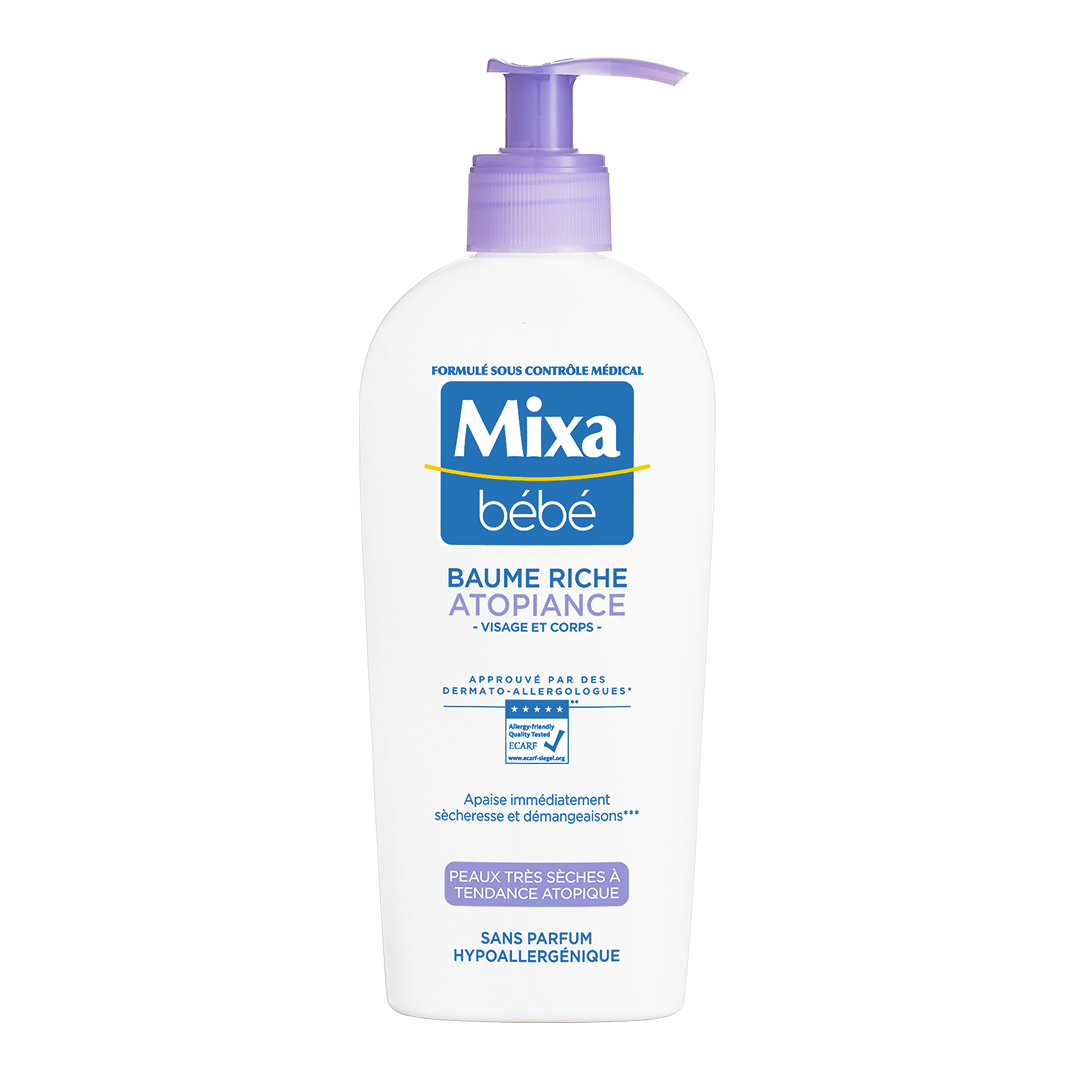 FORMULÉ SOUS CONTRÔLE MÉDICAL
Mixa
bébé
BAUME RICHE
ATOPIANCE
- VISAGE ET CORPS -
APPROUVÉ PAR DES
DERMATO-ALLERGOLOGUES*
**
Allergy-friendly
Quality Tested
ECARF
www.ecarf-siegel.org
Apaise immédiatement
sècheresse et démangeaisons***
PEAUX TRÈS SÈCHES À
TENDANCE ATOPIQUE
SANS PARFUM
HYPOALLERGÉNIQUE